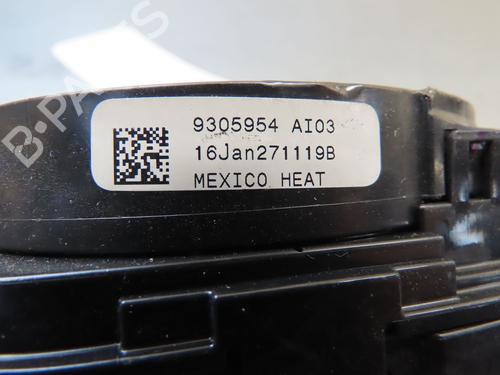 B-PARTS
9305954 AI03
16Jan271119B
MEXICO HEAT